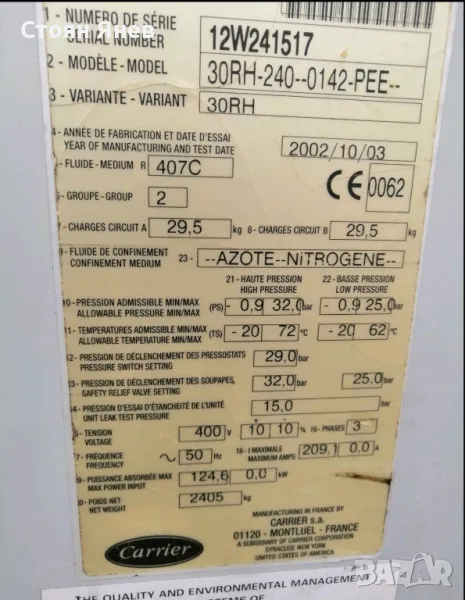 Стоян Янев
1 - NUMERO DE SÉRIE
SERIAL NUMBER 12W241517
2 - MODÈLE-MODEL 30RH-240--0142-PEE--
3 - VARIANTE - VARIANT 30RH
4- ANNÉE DE FABRICATION ET DATE D'ESSAI
YEAR OF MANUFACTURING AND TEST DATE 2002/10/03
-FLUIDE-MEDIUM R 407C
CE 0062
- GROUPE-GROUP 2
- CHARGES CIRCUIT A 29,5 kg 8 - CHARGES CIRCUIT B 29,5 kg
- FLUIDE DE CONFINEMENT
CONFINEMENT MEDIUM 23 - --AZOTE--NiTROGENE--
21 - HAUTE PRESSION 22 - BASSE PRESSION
HIGH PRESSURE LOW PRESSURE
10 - PRESSION ADMISSIBLE MIN/MAX
ALLOWABLE PRESSURE MIN/MAX (PS) - 0,9 32,0 bar - 0,9 25,0 bar
11 - TEMPERATURES ADMISSIBLE MIN/MAX
ALLOWABLE TEMPERATURE MIN/MAX (TS) - 20 72 °C - 20 62 °C
12 - PRESSION DE DÉCLENCHEMENT DES PRESSOSTATS
PRESSURE SWITCH SETTING 29,0 bar
13 - PRESSION DE DÉCLENCHEMENT DES SOUPAPES,
SAFETY RELIEF VALVE SETTING 32,0 bar 25,0 bar
14 - PRESSION D'ESSAI D'ÉTANCHÉITÉ DE L'UNITÉ
UNIT LEAK TEST PRESSURE 15,0 bar
5 - TENSION
VOLTAGE 400 V 10 10 % 16 - PHASES 3
7 - FRÉQUENCE
FREQUENCY 50 Hz 18 - I MAXIMALE
MAXIMUM AMPS 209,1 0,0 A
19 - PUISSANCE ABSORBÉE MAX
MAX POWER INPUT 124,6 0,0 kW
20 - POIDS NET
NET WEIGHT 2405 kg
MANUFACTURING IN FRANCE BY
CARRIER s.a.
01120 - MONTLUEL - FRANCE
A SUBSIDIARY OF CARRIER CORPORATION
SYRACUSE NEW YORK
UNITED STATES OF AMERICA
Carrier
THE QUALITY AND ENVIRONMENTAL MANAGEMENT
SYSTEMS OF
bazar.bg